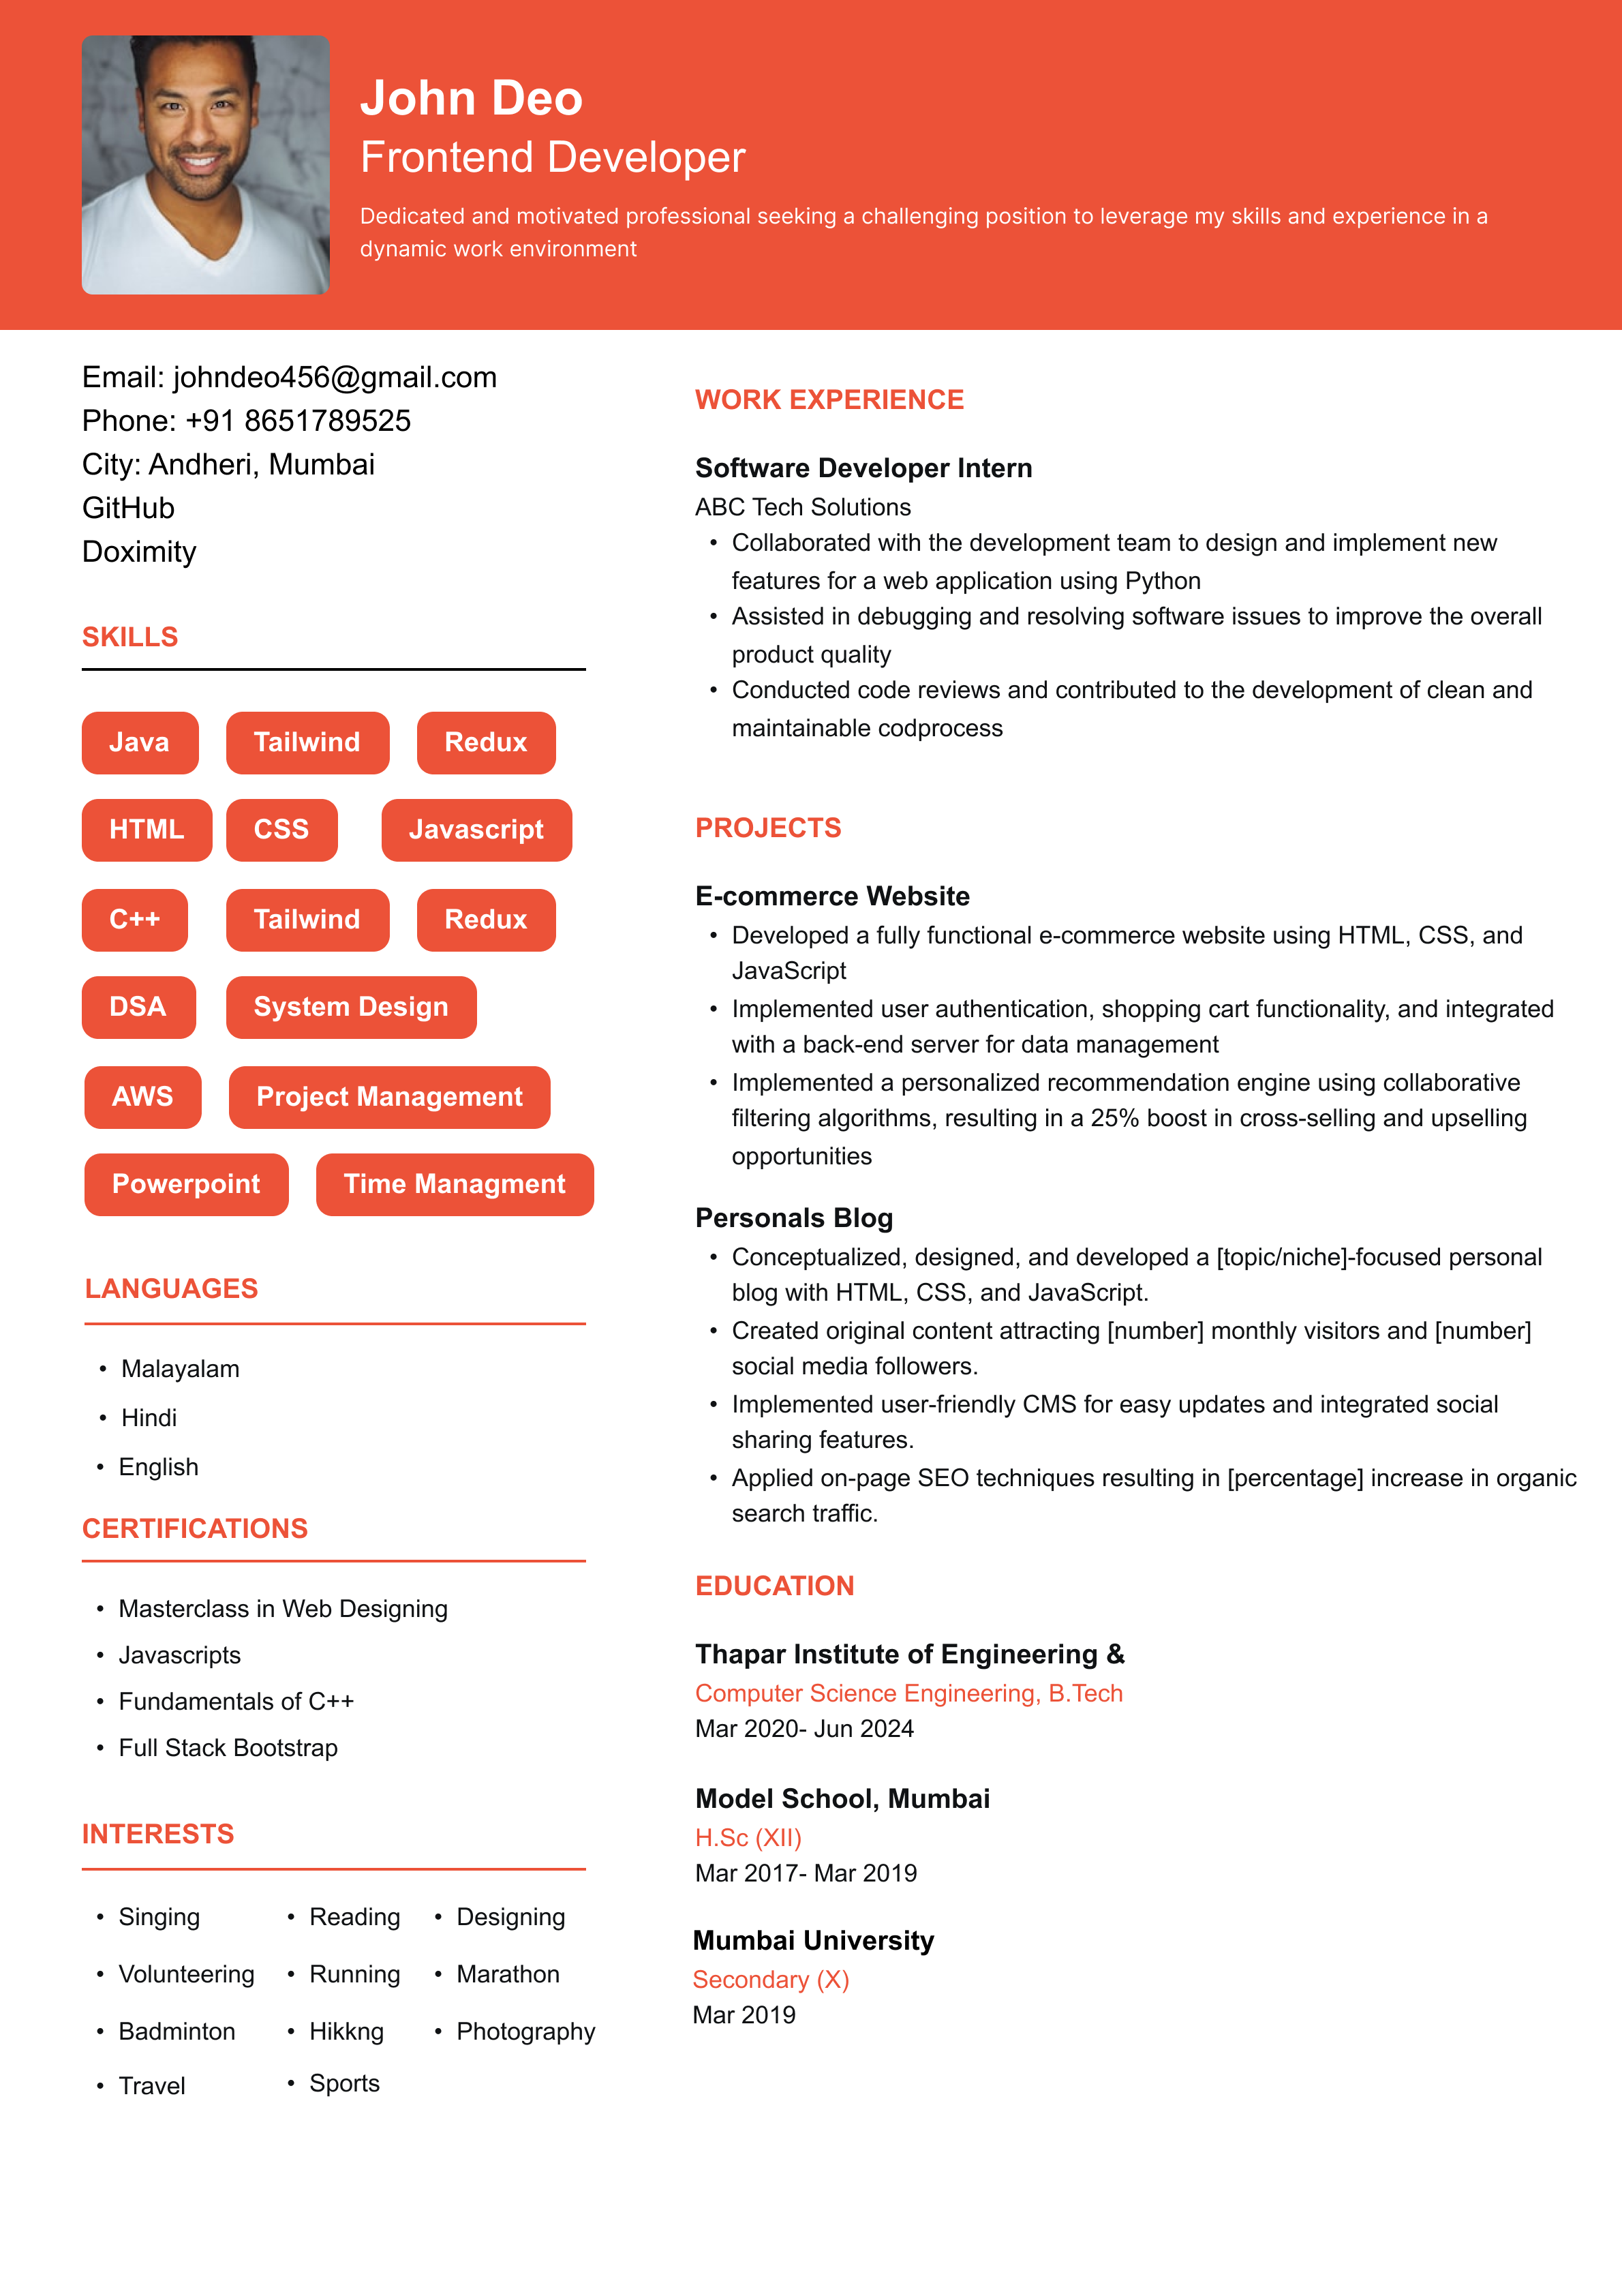 John Deo
Frontend Developer
Dedicated and motivated professional seeking a challenging position to leverage my skills and experience in a
dynamic work environment
Email: johndeo456@gmail.com
Phone: +91 8651789525
City: Andheri, Mumbai
GitHub
Doximity
SKILLS
Java Tailwind Redux
HTML CSS Javascript
C++ Tailwind Redux
DSA System Design
AWS Project Management
Powerpoint Time Managment
LANGUAGES
• Malayalam
• Hindi
• English
CERTIFICATIONS
• Masterclass in Web Designing
• Javascripts
• Fundamentals of C++
• Full Stack Bootstrap
INTERESTS
• Singing • Reading • Designing
• Volunteering • Running • Marathon
• Badminton • Hikkng • Photography
• Travel • Sports
WORK EXPERIENCE
Software Developer Intern
ABC Tech Solutions
• Collaborated with the development team to design and implement new
features for a web application using Python
• Assisted in debugging and resolving software issues to improve the overall
product quality
• Conducted code reviews and contributed to the development of clean and
maintainable codprocess
PROJECTS
E-commerce Website
• Developed a fully functional e-commerce website using HTML, CSS, and
JavaScript
• Implemented user authentication, shopping cart functionality, and integrated
with a back-end server for data management
• Implemented a personalized recommendation engine using collaborative
filtering algorithms, resulting in a 25% boost in cross-selling and upselling
opportunities
Personals Blog
• Conceptualized, designed, and developed a [topic/niche]-focused personal
blog with HTML, CSS, and JavaScript.
• Created original content attracting [number] monthly visitors and [number]
social media followers.
• Implemented user-friendly CMS for easy updates and integrated social
sharing features.
• Applied on-page SEO techniques resulting in [percentage] increase in organic
search traffic.
EDUCATION
Thapar Institute of Engineering &
Computer Science Engineering, B.Tech
Mar 2020- Jun 2024
Model School, Mumbai
H.Sc (XII)
Mar 2017- Mar 2019
Mumbai University
Secondary (X)
Mar 2019